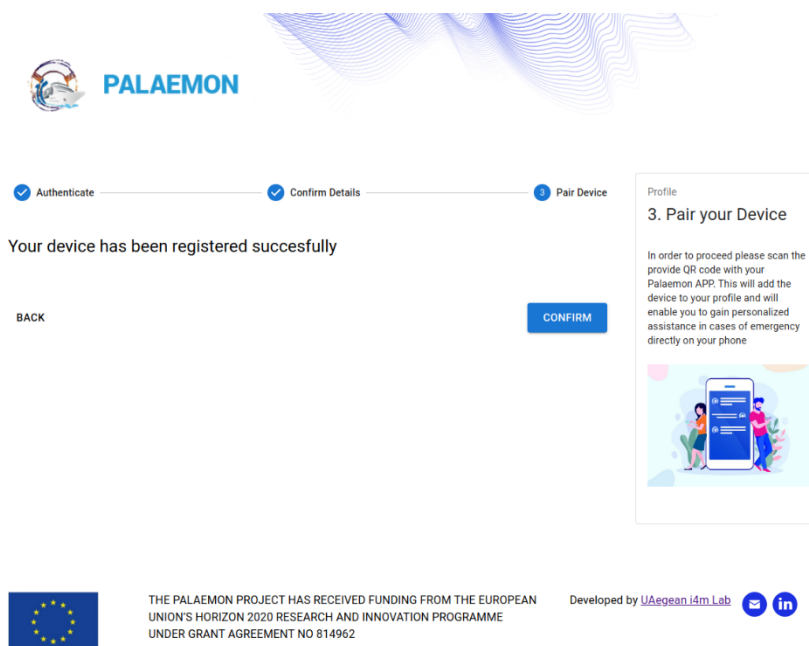 PALAEMON
Authenticate
Confirm Details
3
Pair Device
Your device has been registered succesfully
BACK
CONFIRM
Profile
3. Pair your Device
In order to proceed please scan the
provide QR code with your
Palaemon APP. This will add the
device to your profile and will
enable you to gain personalized
assistance in cases of emergency
directly on your phone
THE PALAEMON PROJECT HAS RECEIVED FUNDING FROM THE EUROPEAN
UNION'S HORIZON 2020 RESEARCH AND INNOVATION PROGRAMME
UNDER GRANT AGREEMENT NO 814962
Developed by UAegean i4m Lab
in